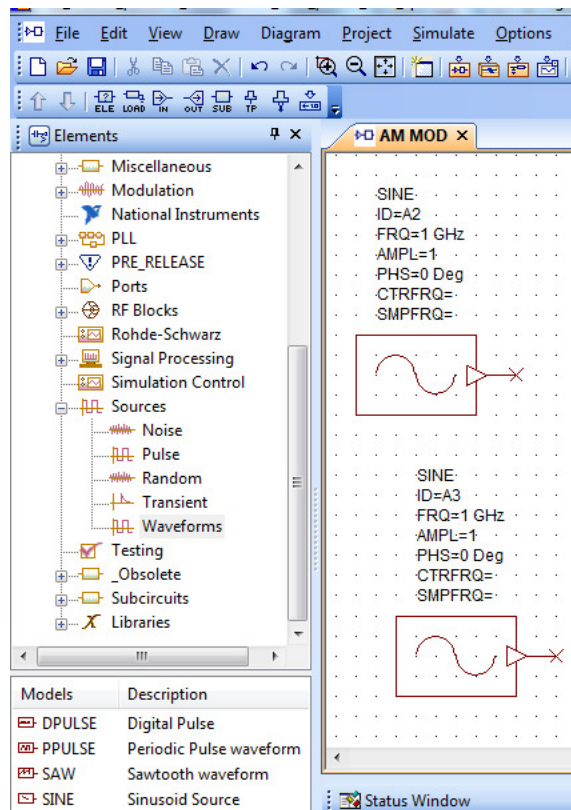 File Edit View Draw Diagram Project Simulate Options
ELE LOAD IN OUT SUB TP
Elements
AM MOD
Miscellaneous
Modulation
National Instruments
PLL
PRE_RELEASE
Ports
RF Blocks
Rohde-Schwarz
Signal Processing
Simulation Control
Sources
Noise
Pulse
Random
Transient
Waveforms
Testing
_Obsolete
Subcircuits
Libraries
SINE
ID=A2
FRQ=1 GHz
AMPL=1
PHS=0 Deg
CTRFRQ=
SMPFRQ=
SINE
ID=A3
FRQ=1 GHz
AMPL=1
PHS=0 Deg
CTRFRQ=
SMPFRQ=
Models Description
DPULSE Digital Pulse
PPULSE Periodic Pulse waveform
SAW Sawtooth waveform
SINE Sinusoid Source
Status Window